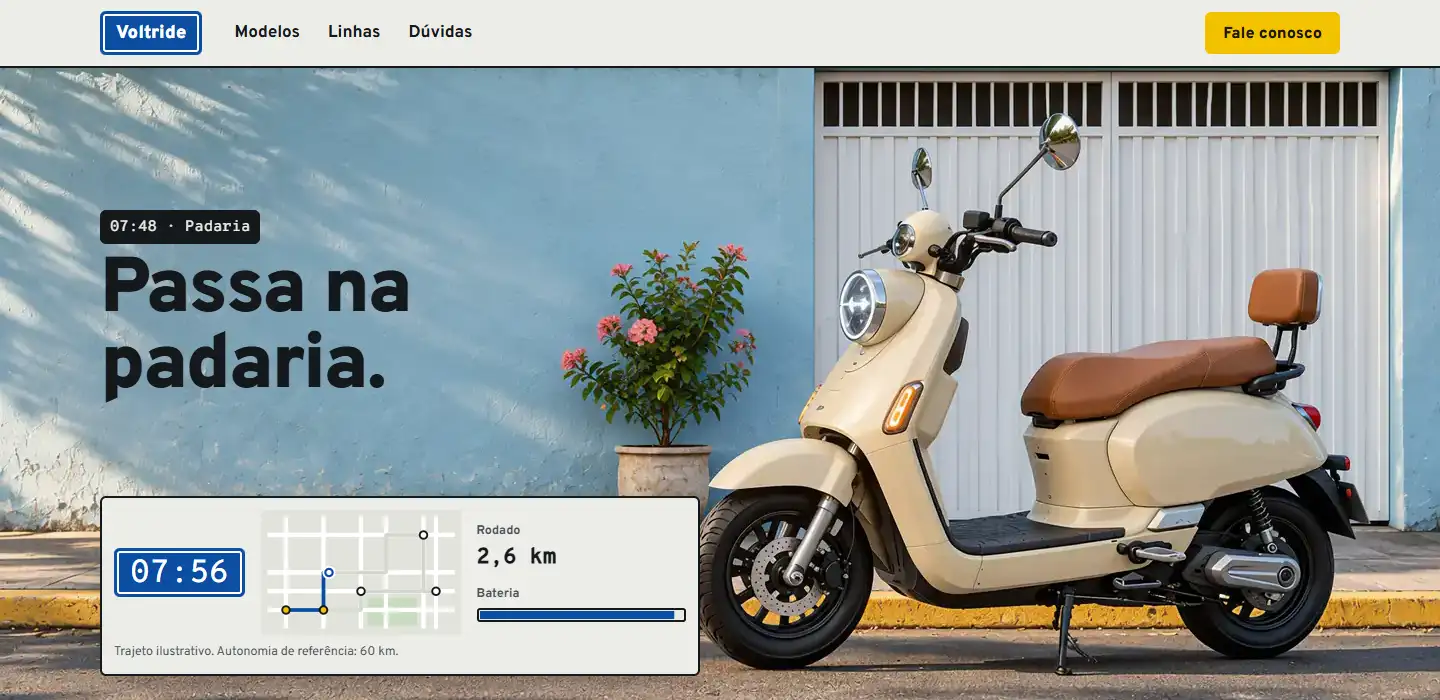 Voltride
Modelos
Linhas
Dúvidas
Fale conosco
07:48 · Padaria
Passa na
padaria.
07:56
Rodado
2,6 km
Bateria
Trajeto ilustrativo. Autonomia de referência: 60 km.